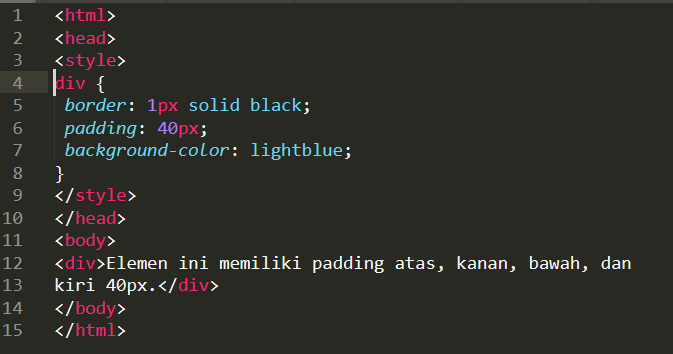 1 <html>
2 <head>
3 <style>
4 div {
5 border: 1px solid black;
6 padding: 40px;
7 background-color: lightblue;
8 }
9 </style>
10 </head>
11 <body>
12 <div>Elemen ini memiliki padding atas, kanan, bawah, dan
13 kiri 40px.</div>
14 </body>
15 </html>